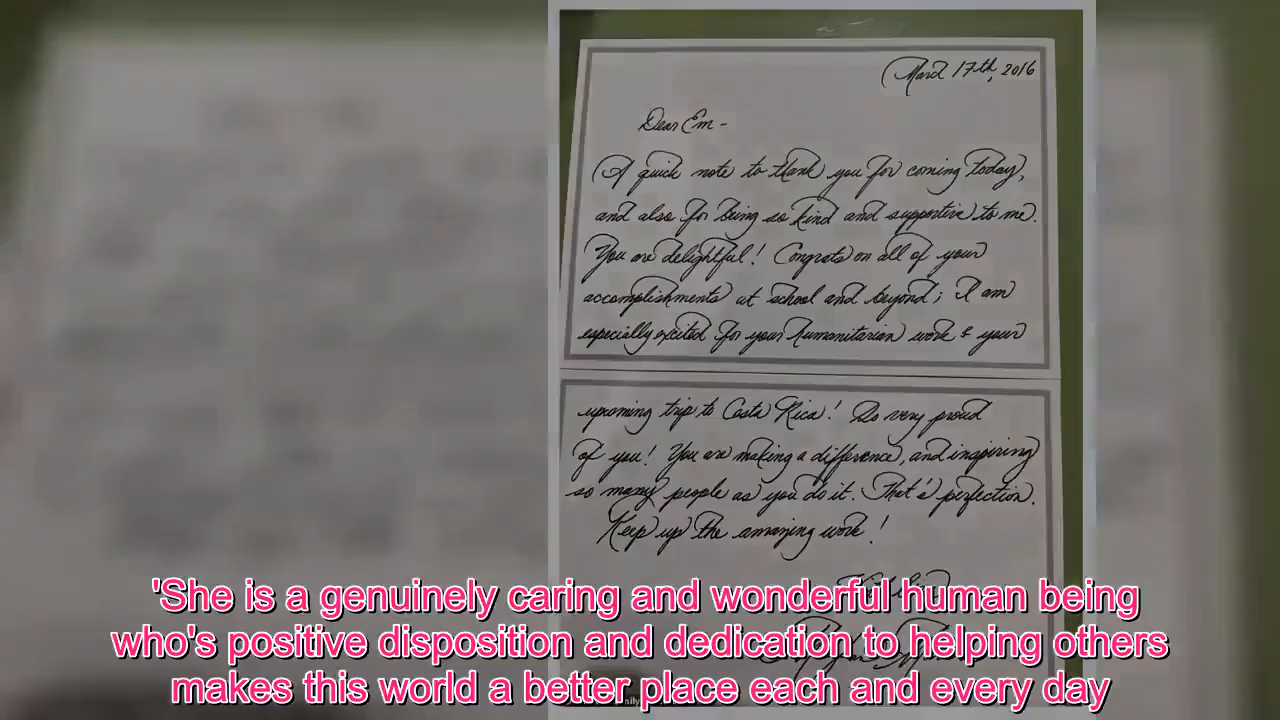 March 17th, 2016
Dear Em -
A quick note to thank you for coming today,
and also for being so kind and supportive to me.
You are delightful! Congrats on all of your
accomplishments at school and beyond; I am
especially excited for your humanitarian work & your
upcoming trip to Costa Rica! So very proud
of you! You are making a difference, and inspiring
so many people as you do it. That's perfection.
Keep up the amazing work!
'She is a genuinely caring and wonderful human being
who's positive disposition and dedication to helping others
makes this world a better place each and every day